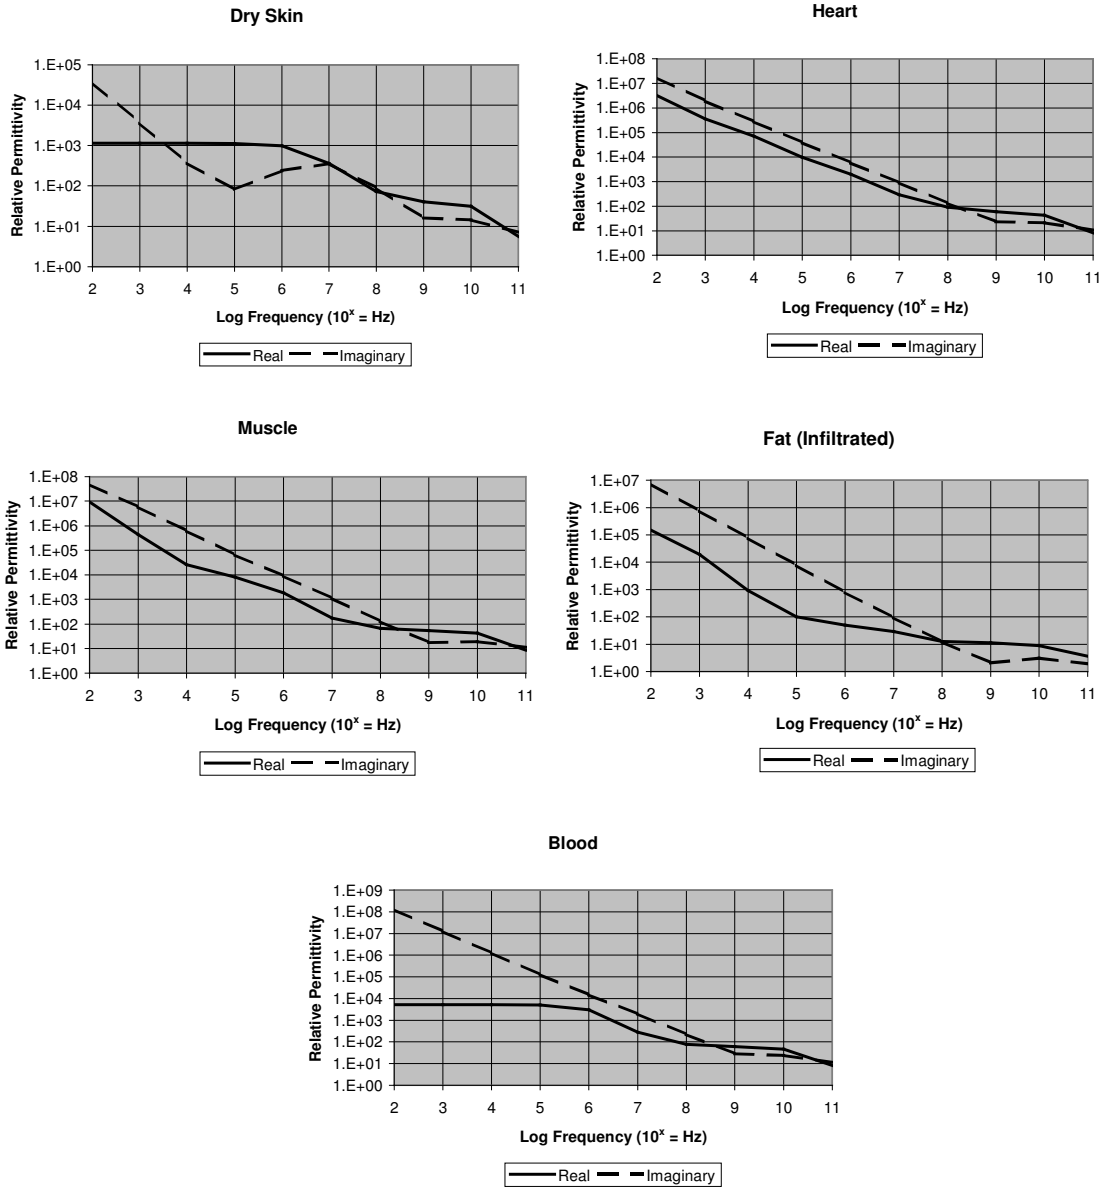 Dry Skin
1.E+05
1.E+04
1.E+03
1.E+02
1.E+01
1.E+00
Relative Permittivity
2 3 4 5 6 7 8 9 10 11
Log Frequency (10ˣ = Hz)
Real Imaginary
Heart
1.E+08
1.E+07
1.E+06
1.E+05
1.E+04
1.E+03
1.E+02
1.E+01
1.E+00
Relative Permittivity
2 3 4 5 6 7 8 9 10 11
Log Frequency (10ˣ = Hz)
Real Imaginary
Muscle
1.E+08
1.E+07
1.E+06
1.E+05
1.E+04
1.E+03
1.E+02
1.E+01
1.E+00
Relative Permittivity
2 3 4 5 6 7 8 9 10 11
Log Frequency (10ˣ = Hz)
Real Imaginary
Fat (Infiltrated)
1.E+07
1.E+06
1.E+05
1.E+04
1.E+03
1.E+02
1.E+01
1.E+00
Relative Permittivity
2 3 4 5 6 7 8 9 10 11
Log Frequency (10ˣ = Hz)
Real Imaginary
Blood
1.E+09
1.E+08
1.E+07
1.E+06
1.E+05
1.E+04
1.E+03
1.E+02
1.E+01
1.E+00
Relative Permittivity
2 3 4 5 6 7 8 9 10 11
Log Frequency (10ˣ = Hz)
Real Imaginary